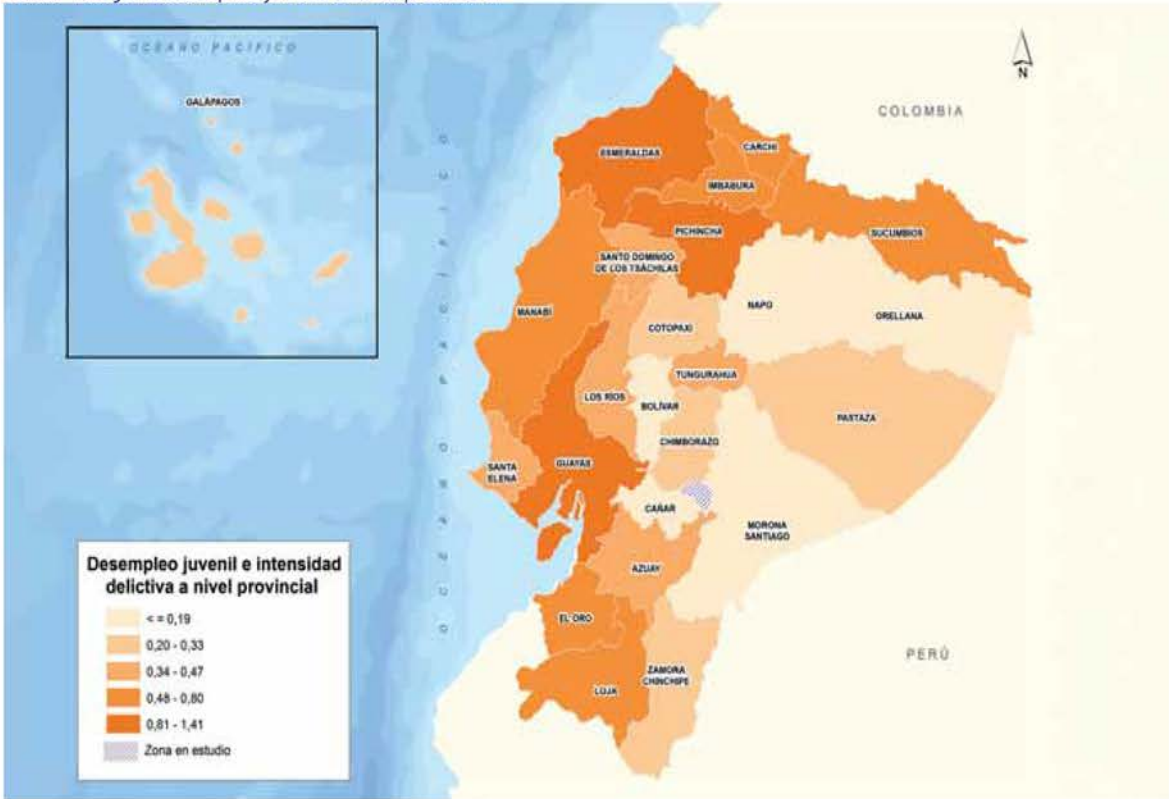 OCÉANO PACÍFICO
GALÁPAGOS
N
COLOMBIA
ESMERALDAS
CARCHI
IMBABURA
PICHINCHA
SUCUMBIOS
SANTO DOMINGO
DE LOS TSÁCHILAS
MANABÍ
NAPO
ORELLANA
COTOPAXI
TUNGURAHUA
LOS RÍOS
BOLÍVAR
PASTAZA
CHIMBORAZO
GUAYAS
SANTA
ELENA
CAÑAR
MORONA
SANTIAGO
AZUAY
EL ORO
PERÚ
ZAMORA
CHINCHIPE
LOJA
Desempleo juvenil e intensidad
delictiva a nivel provincial
< = 0,19
0,20 - 0,33
0,34 - 0,47
0,48 - 0,80
0,81 - 1,41
Zona en estudio